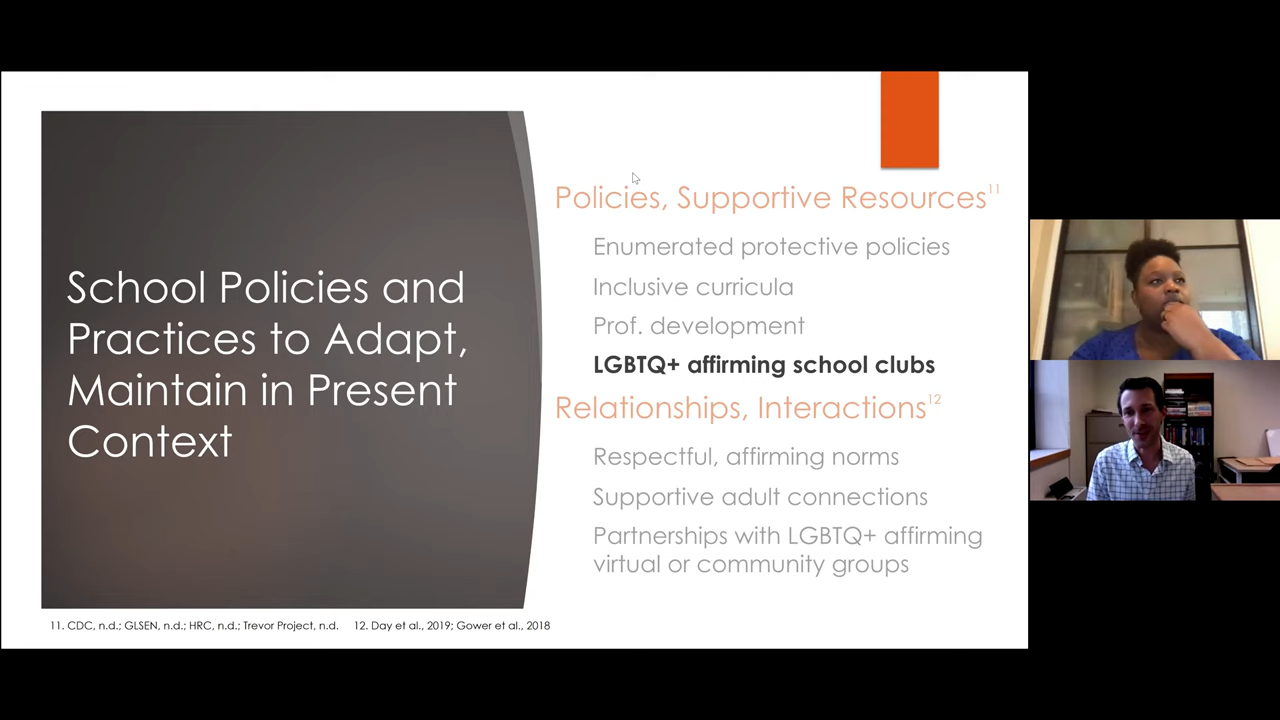 School Policies and
Practices to Adapt,
Maintain in Present
Context
Policies, Supportive Resources11
Enumerated protective policies
Inclusive curricula
Prof. development
LGBTQ+ affirming school clubs
Relationships, Interactions12
Respectful, affirming norms
Supportive adult connections
Partnerships with LGBTQ+ affirming
virtual or community groups
11. CDC, n.d.; GLSEN, n.d.; HRC, n.d.; Trevor Project, n.d. 12. Day et al., 2019; Gower et al., 2018